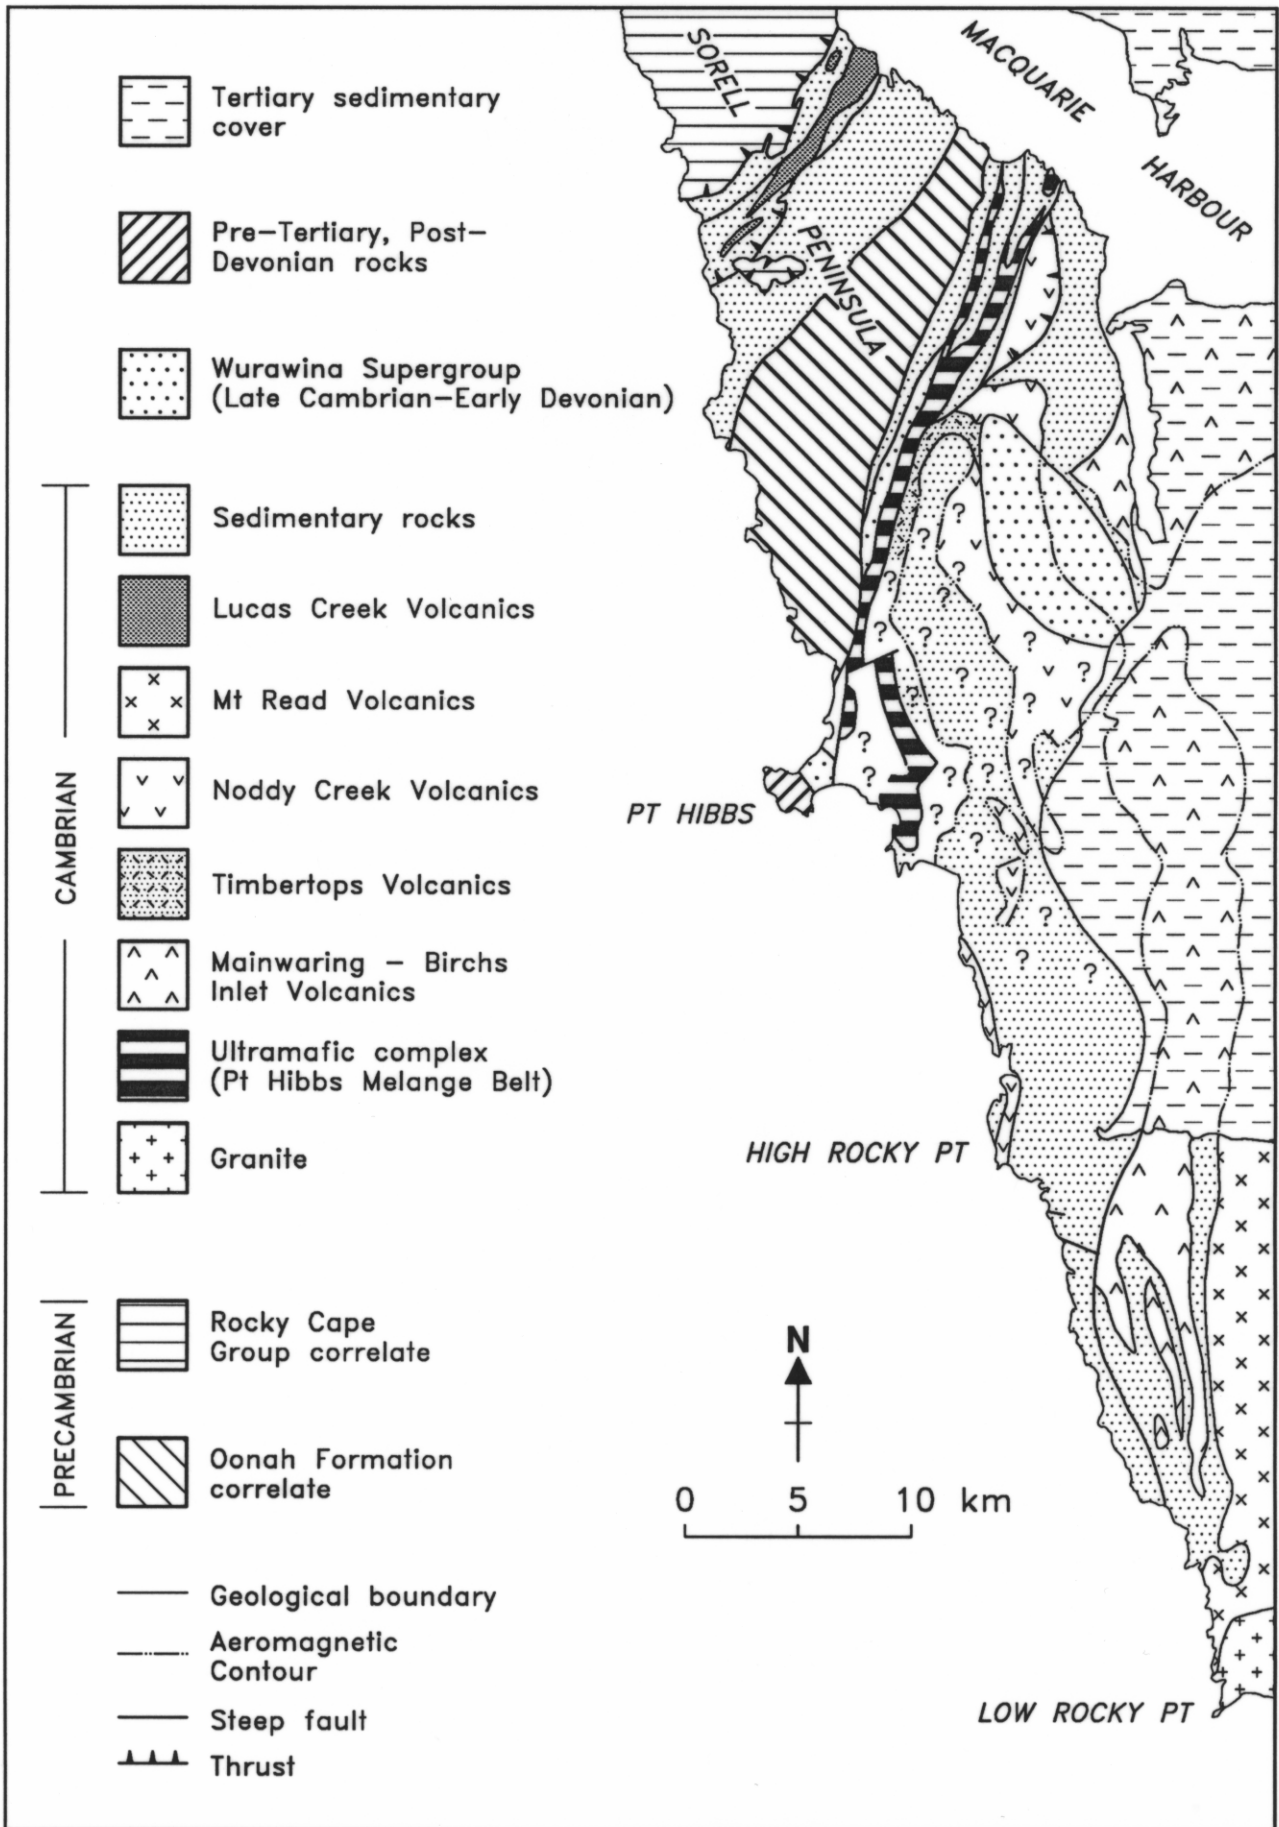 Tertiary sedimentary
cover
Pre-Tertiary, Post-
Devonian rocks
Wurawina Supergroup
(Late Cambrian-Early Devonian)
CAMBRIAN
Sedimentary rocks
Lucas Creek Volcanics
Mt Read Volcanics
Noddy Creek Volcanics
Timbertops Volcanics
Mainwaring - Birchs
Inlet Volcanics
Ultramafic complex
(Pt Hibbs Melange Belt)
Granite
PRECAMBRIAN
Rocky Cape
Group correlate
Oonah Formation
correlate
Geological boundary
Aeromagnetic
Contour
Steep fault
Thrust
SORELL
PENINSULA
MACQUARIE
HARBOUR
PT HIBBS
HIGH ROCKY PT
LOW ROCKY PT
N
0 5 10 km
? ? ? ? ? ? ? ? ? ? ? ? ? ? ? ? ? ? ? ? ?